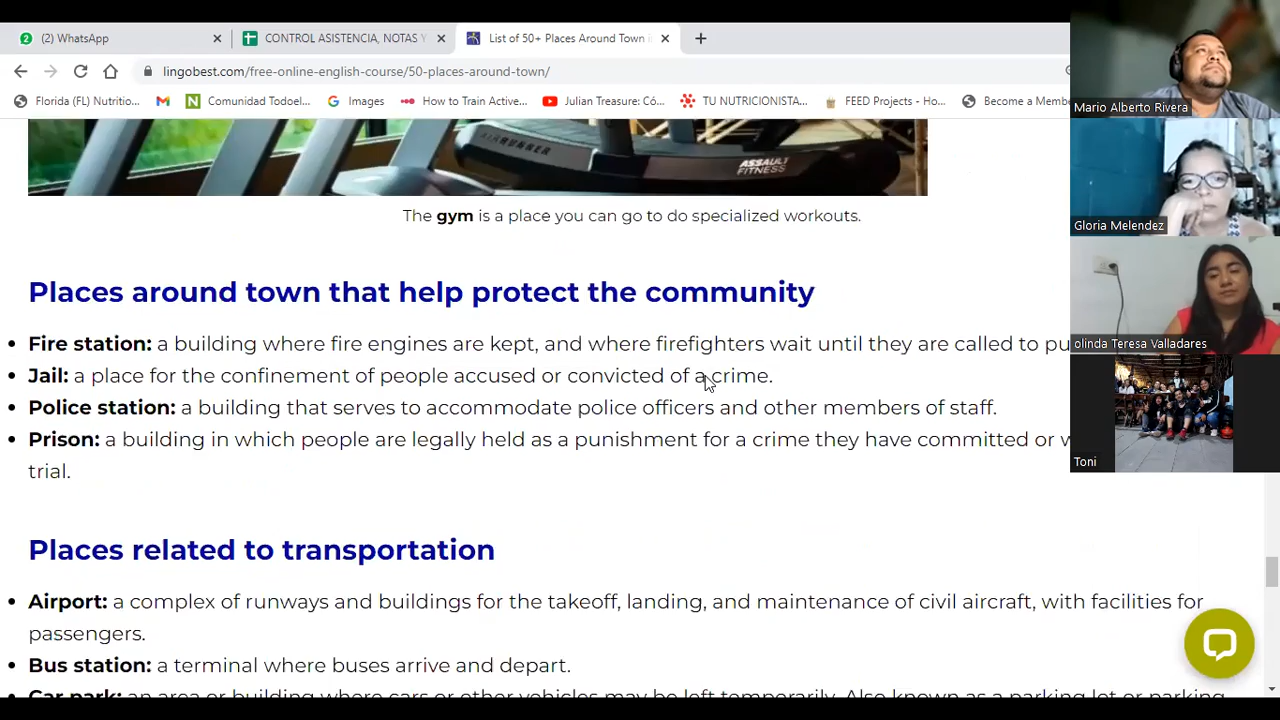 (2) WhatsApp
CONTROL ASISTENCIA, NOTAS Y
List of 50+ Places Around Town i
lingobest.com/free-online-english-course/50-places-around-town/
Florida (FL) Nutritio...
Comunidad Todoel...
Images
How to Train Active...
Julian Treasure: Có...
TU NUTRICIONISTA...
FEED Projects - Ho...
Become a Membe
Mario Alberto Rivera
Gloria Melendez
olinda Teresa Valladares
Toni
AIRRUNNER
ASSAULT
FITNESS
The gym is a place you can go to do specialized workouts.
Places around town that help protect the community
Fire station: a building where fire engines are kept, and where firefighters wait until they are called to pu
Jail: a place for the confinement of people accused or convicted of a crime.
Police station: a building that serves to accommodate police officers and other members of staff.
Prison: a building in which people are legally held as a punishment for a crime they have committed or w
trial.
Places related to transportation
Airport: a complex of runways and buildings for the takeoff, landing, and maintenance of civil aircraft, with facilities for
passengers.
Bus station: a terminal where buses arrive and depart.
Car park: an area or building where cars or other vehicles may be left temporarily. Also known as a parking lot or parking